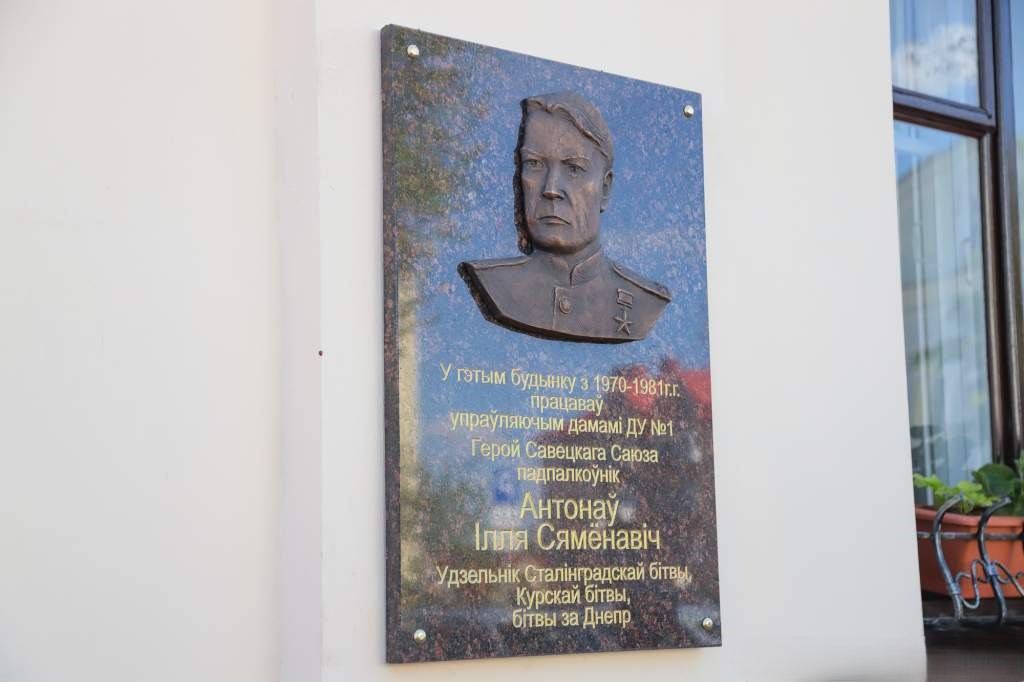 У гэтым будынку з 1970-1981г.г.
працаваў
упраўляючым дамамі ДУ №1
Герой Савецкага Саюза
падпалкоўнік
Антонаў
Ілля Сямёнавіч
Удзельнік Сталінградскай бітвы,
Курскай бітвы,
бітвы за Днепр